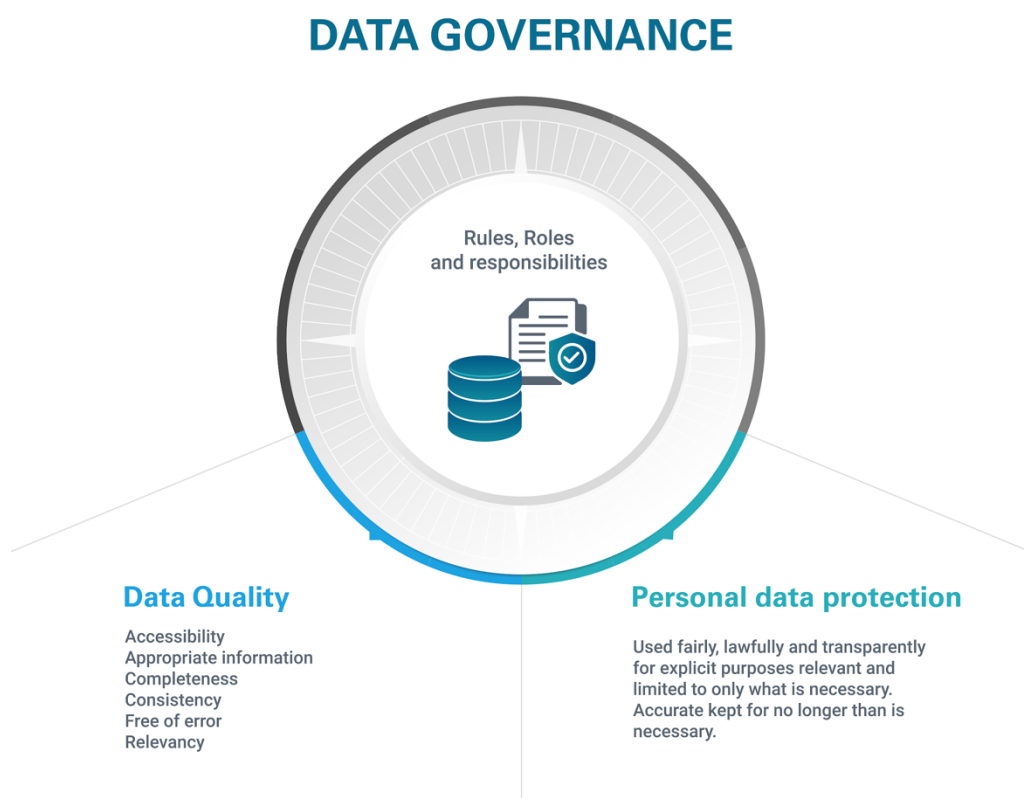 DATA GOVERNANCE
Rules, Roles
and responsibilities
Data Quality
Accessibility
Appropriate information
Completeness
Consistency
Free of error
Relevancy
Personal data protection
Used fairly, lawfully and transparently
for explicit purposes relevant and
limited to only what is necessary.
Accurate kept for no longer than is
necessary.